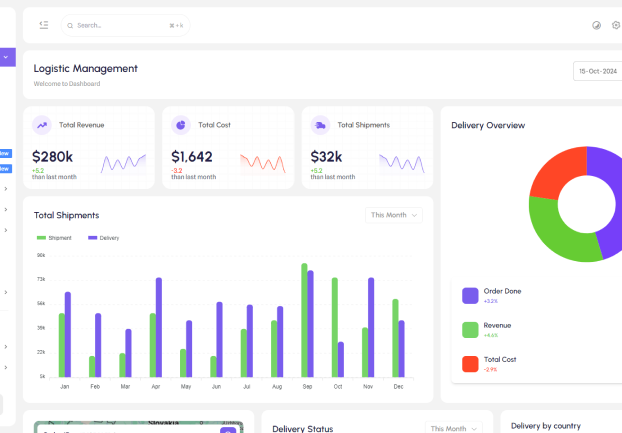 Search...
⌘+k
Logistic Management
Welcome to Dashboard
15-Oct-2024
Total Revenue
$280k
+5.2
than last month
Total Cost
$1,642
-3.2
than last month
Total Shipments
$32k
+5.2
than last month
Delivery Overview
Total Shipments
This Month
Shipment
Delivery
90k
73k
56k
39k
22k
5k
Jan Feb Mar Apr May Jun Jul Aug Sep Oct Nov Dec
Order Done
+3.2%
Revenue
+4.6%
Total Cost
-2.9%
Slovakia
Delivery Status
This Month
Delivery by country